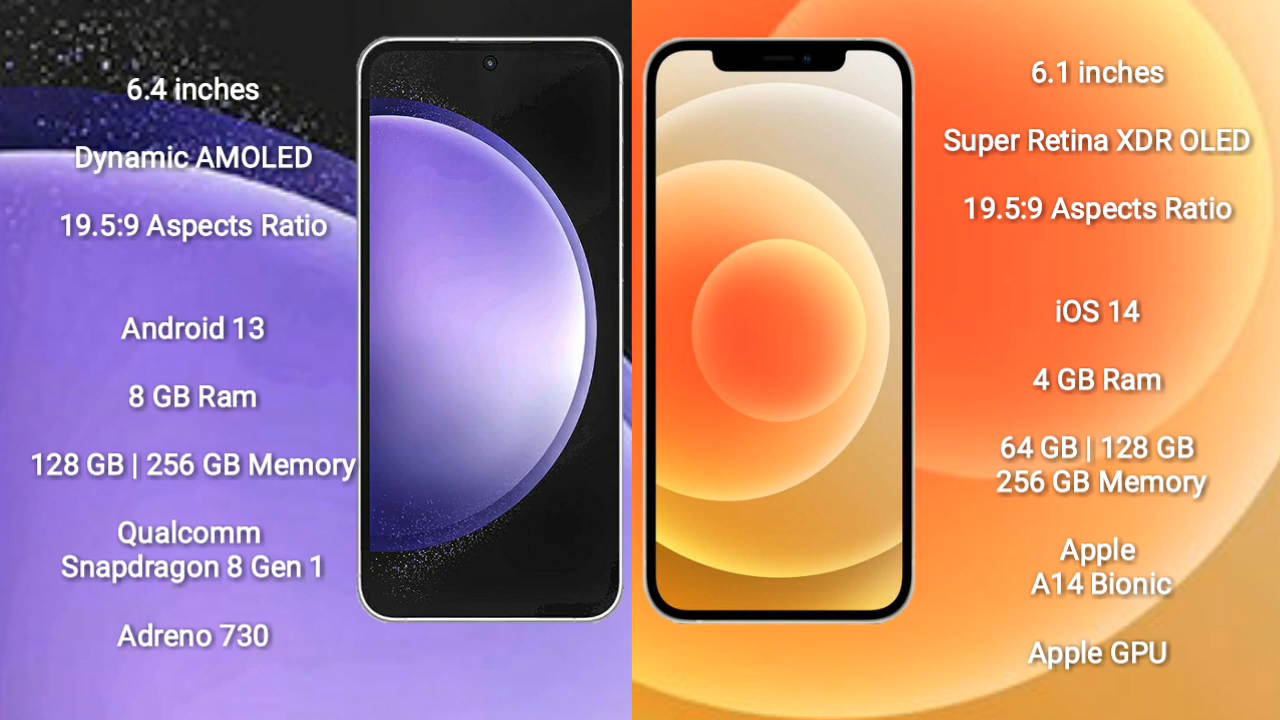 6.4 inches
Dynamic AMOLED
19.5:9 Aspects Ratio
Android 13
8 GB Ram
128 GB | 256 GB Memory
Qualcomm
Snapdragon 8 Gen 1
Adreno 730
6.1 inches
Super Retina XDR OLED
19.5:9 Aspects Ratio
iOS 14
4 GB Ram
64 GB | 128 GB
256 GB Memory
Apple
A14 Bionic
Apple GPU